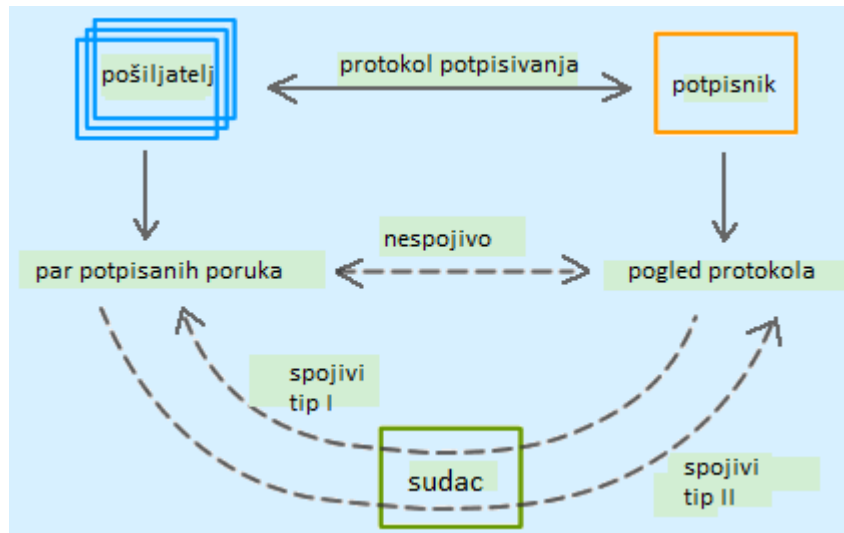 pošiljatelj
protokol potpisivanja
potpisnik
nespojivo
par potpisanih poruka
pogled protokola
spojivi
tip I
sudac
spojivi
tip II